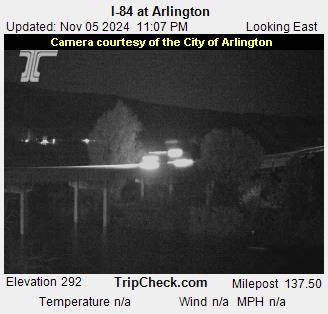 I-84 at Arlington
Updated: Nov 05 2024 11:07 PM Looking East
Camera courtesy of the City of Arlington
Elevation 292 TripCheck.com Milepost 137.50
Temperature n/a Wind n/a MPH n/a